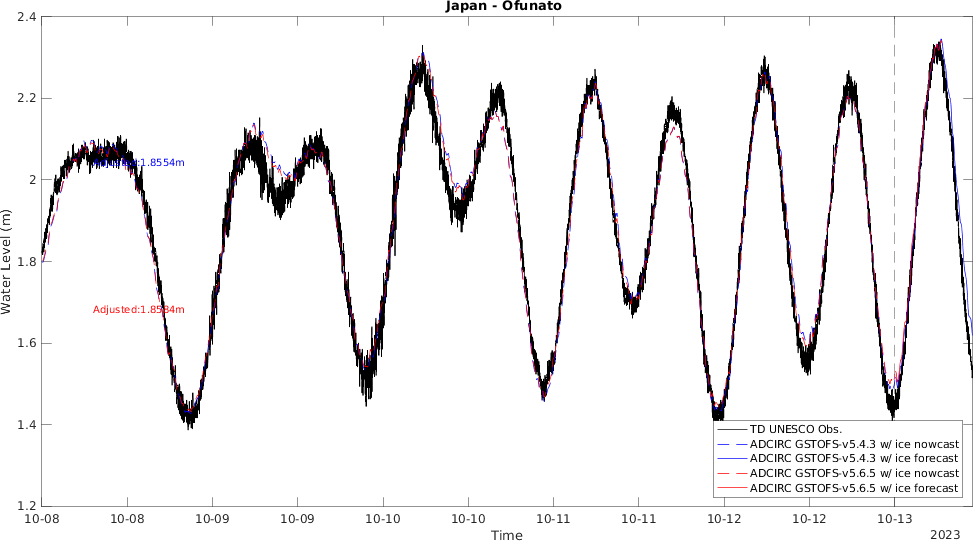 Japan - Ofunato
2.4
2.2
2
1.8
1.6
1.4
1.2
Water Level (m)
:1.8554m
Adjusted:1.8584m
TD UNESCO Obs.
ADCIRC GSTOFS-v5.4.3 w/ ice nowcast
ADCIRC GSTOFS-v5.4.3 w/ ice forecast
ADCIRC GSTOFS-v5.6.5 w/ ice nowcast
ADCIRC GSTOFS-v5.6.5 w/ ice forecast
10-08 10-08 10-09 10-09 10-10 10-10 10-11 10-11 10-12 10-12 10-13
Time
2023